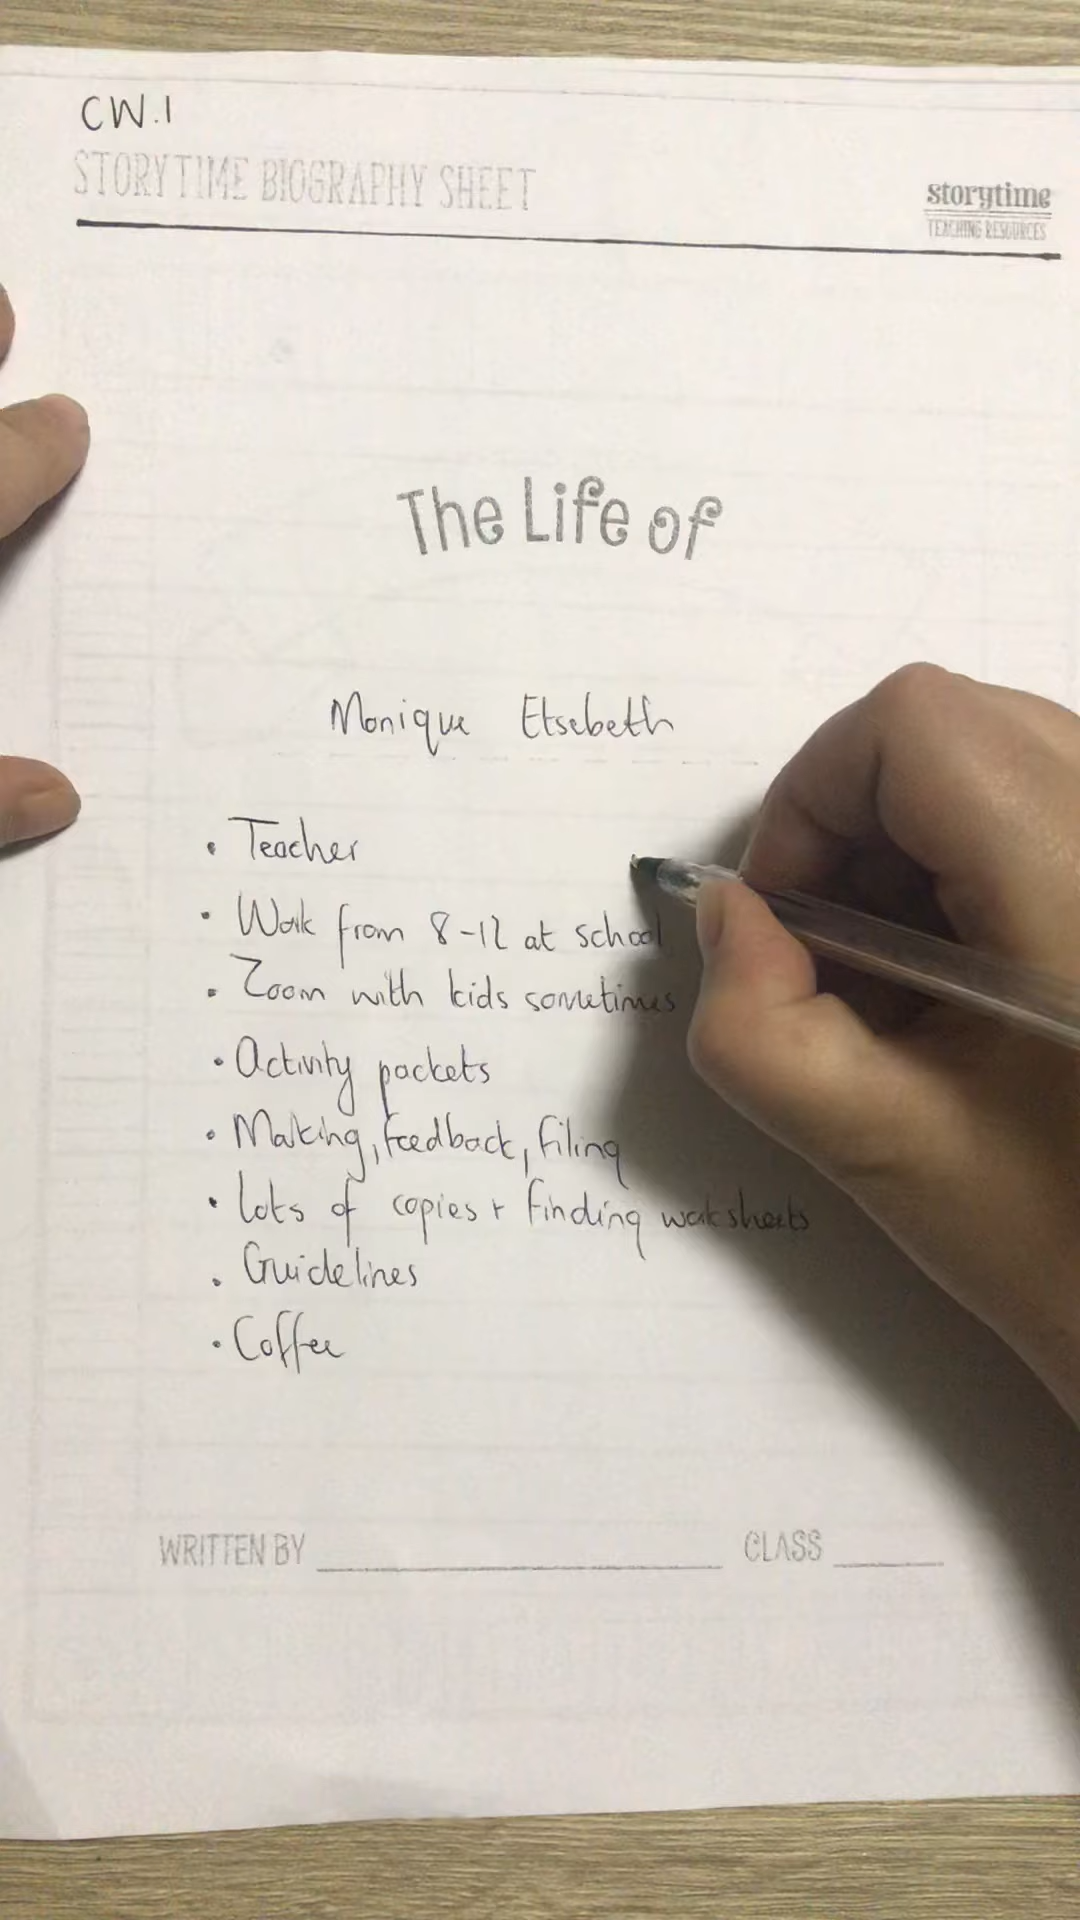 CW.1
STORYTIME BIOGRAPHY SHEET
storytime
TEACHING RESOURCES
The Life of
Monique Etsebeth
• Teacher
• Work from 8-12 at school
• Zoom with kids sometimes
• Activity packets
• Making, feedback, filing
• lots of copies + finding worksheets
• Guidelines
• Coffee
WRITTEN BY
CLASS